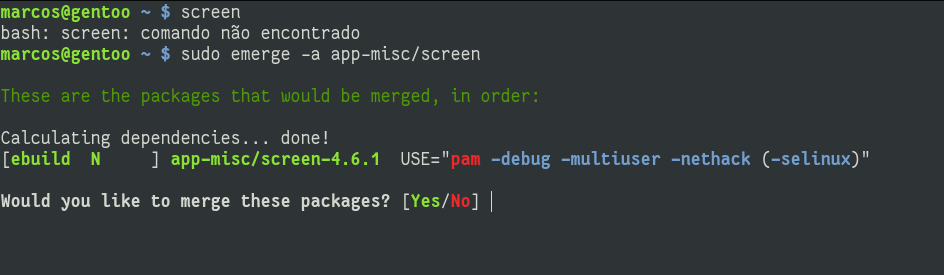 marcos@gentoo ~ $ screen
bash: screen: comando não encontrado
marcos@gentoo ~ $ sudo emerge -a app-misc/screen
These are the packages that would be merged, in order:
Calculating dependencies... done!
[ebuild  N     ] app-misc/screen-4.6.1  USE="pam -debug -multiuser -nethack (-selinux)"
Would you like to merge these packages? [Yes/No]